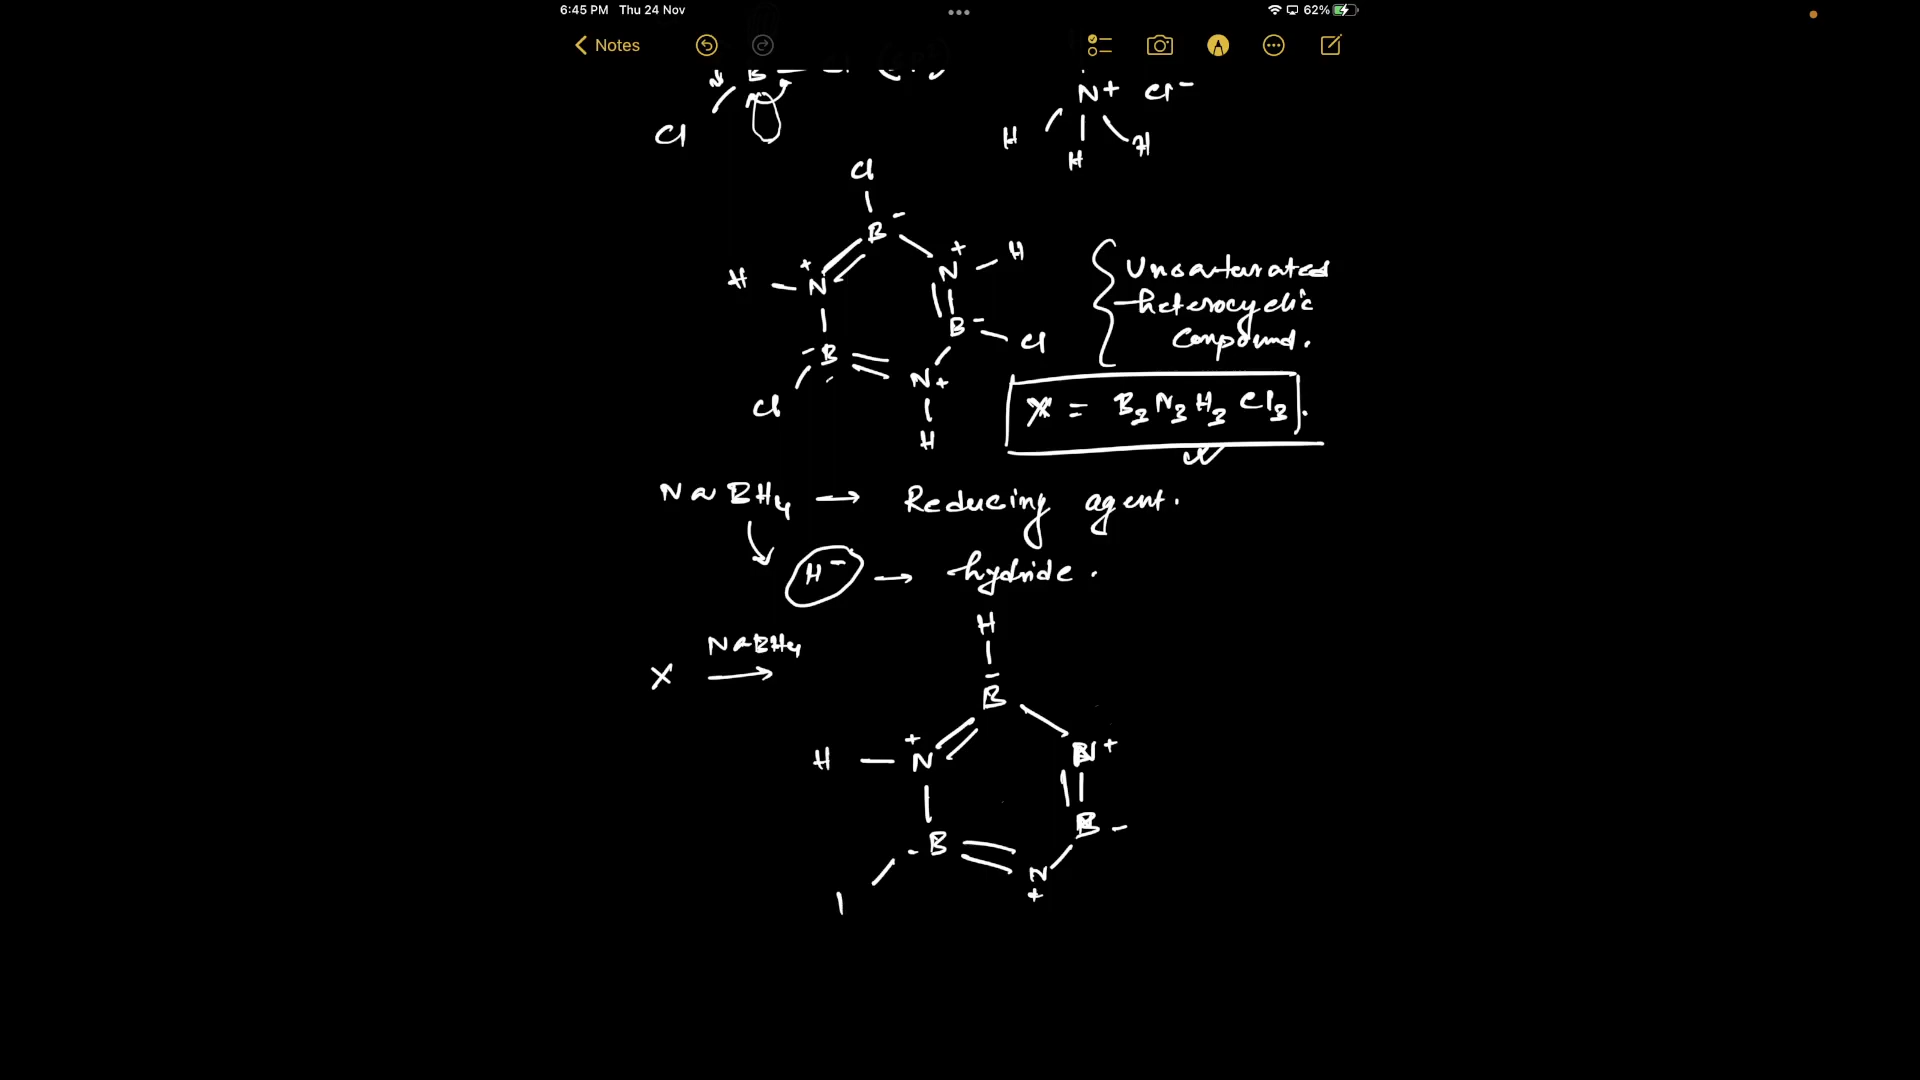 6:45 PM Thu 24 Nov
62%
Notes
B
Cl
N+ Cl-
H
H
H
Cl
B-
N+ - H
H - N+
B- - Cl
-B = N+
Cl
H
Unsaturated
heterocyclic
Compound.
X = B3N3H3Cl3.
NaBH4 → Reducing agent.
H- → hydride.
X NaBH4 →
H
B-
H - N+
N+
B-
-B = N+